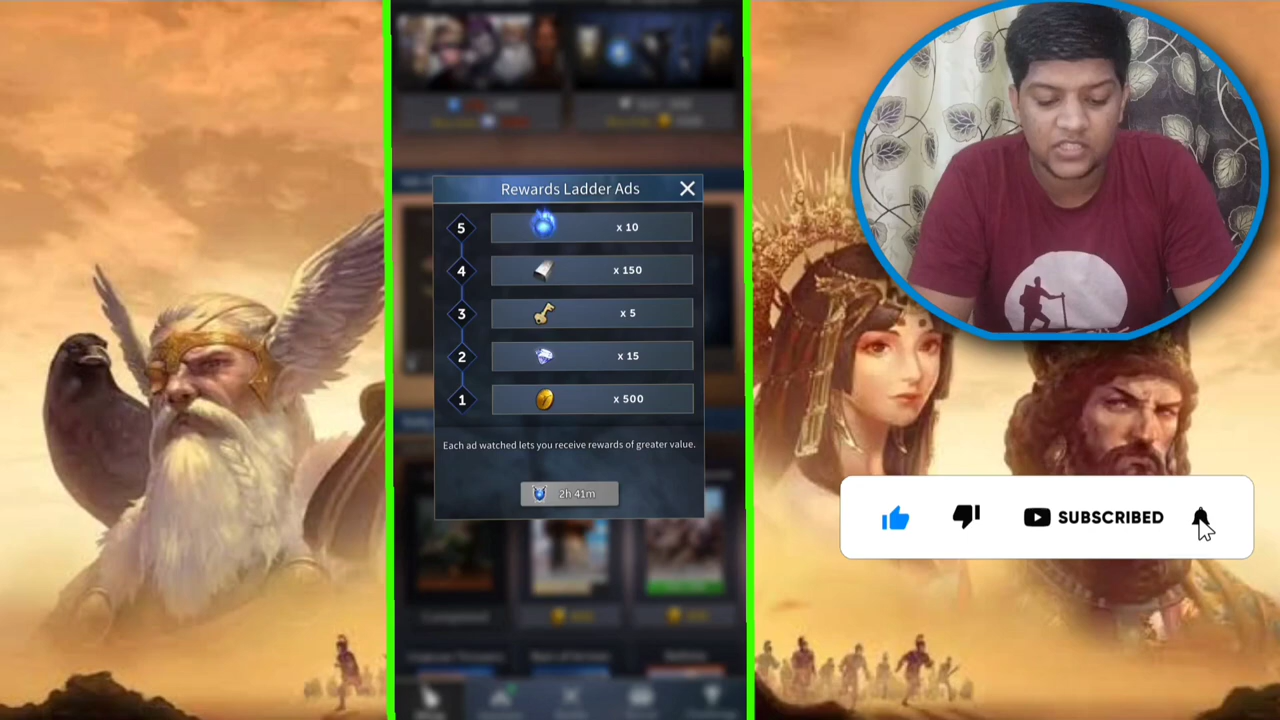 Rewards Ladder Ads
5 x 10
4 x 150
3 x 5
2 x 15
1 x 500
Each ad watched lets you receive rewards of greater value.
2h 41m
SUBSCRIBED